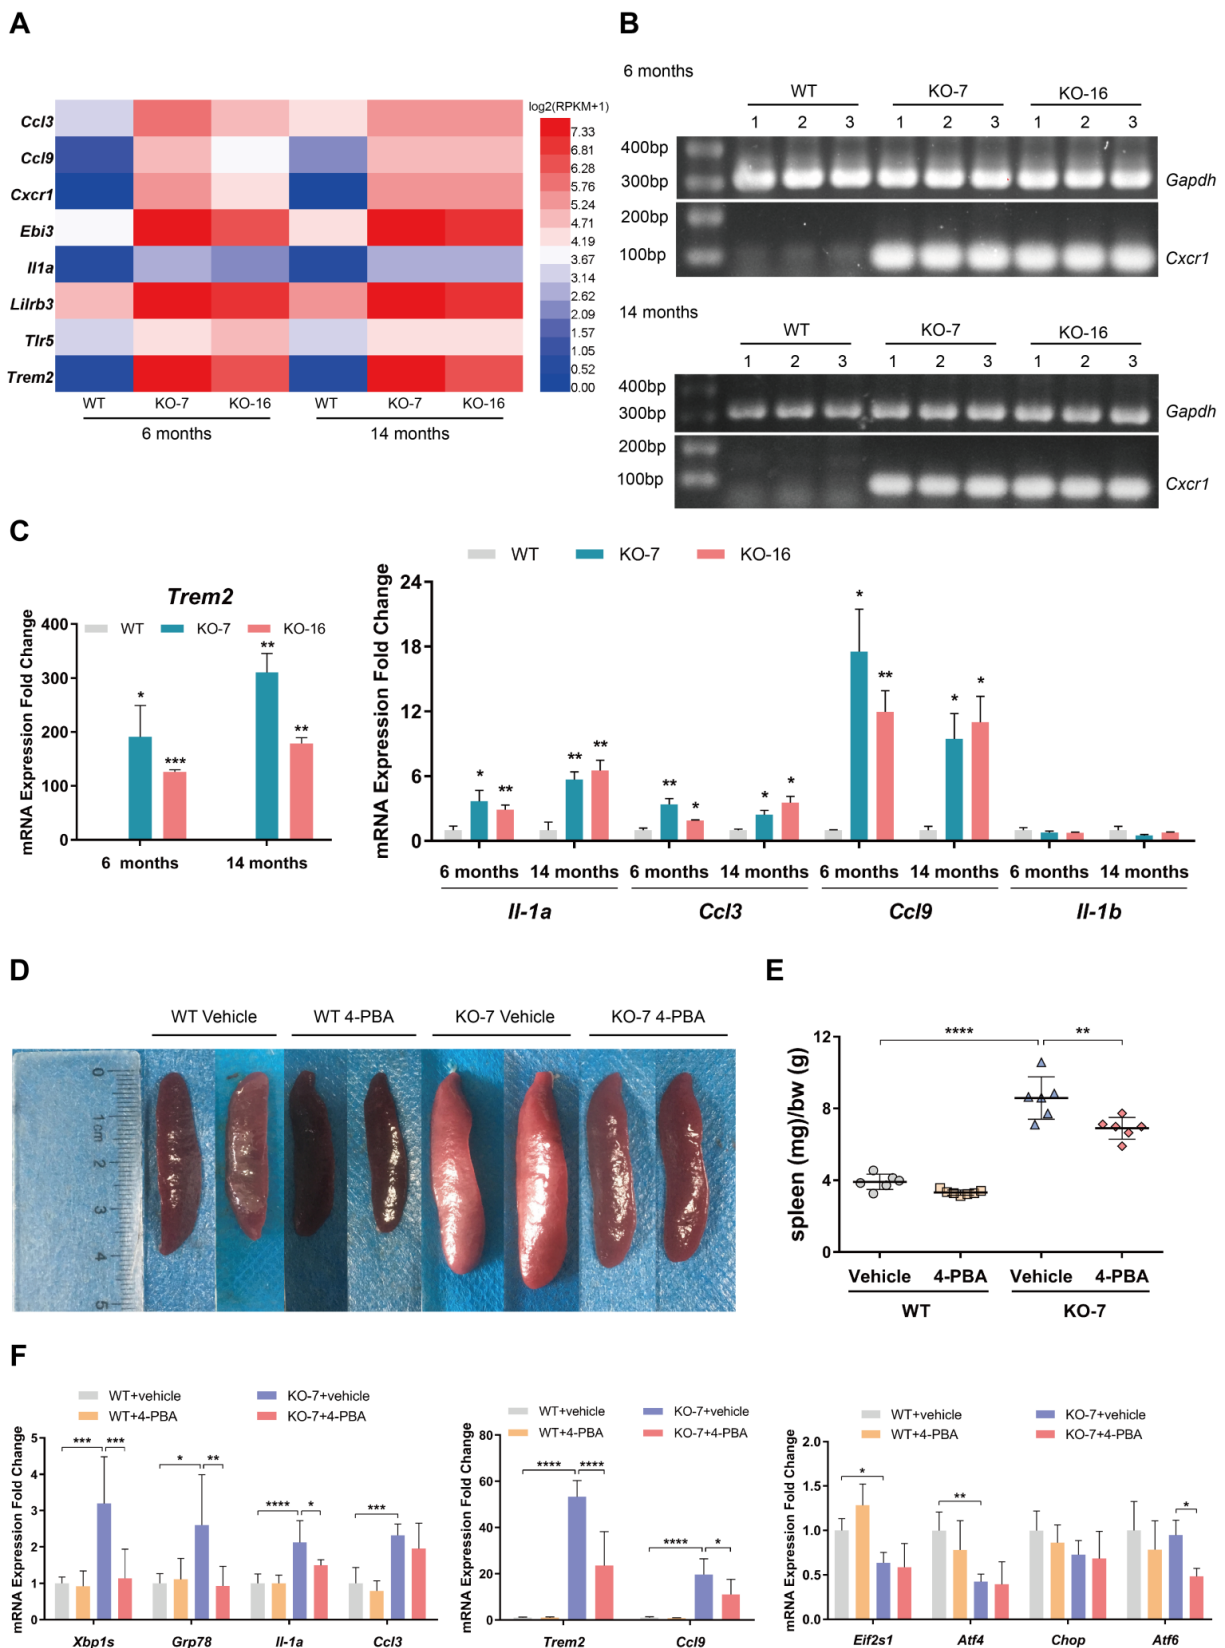 A
log2(RPKM+1)
Ccl3
Ccl9
Cxcr1
Ebi3
Il1a
Lilrb3
Tlr5
Trem2
7.33
6.81
6.28
5.76
5.24
4.71
4.19
3.67
3.14
2.62
2.09
1.57
1.05
0.52
0.00
WT KO-7 KO-16 WT KO-7 KO-16
6 months 14 months
B
6 months
WT KO-7 KO-16
1 2 3 1 2 3 1 2 3
400bp
300bp
Gapdh
200bp
100bp
Cxcr1
14 months
WT KO-7 KO-16
1 2 3 1 2 3 1 2 3
400bp
300bp
Gapdh
200bp
100bp
Cxcr1
C
Trem2
WT KO-7 KO-16
mRNA Expression Fold Change
400
300
200
100
0
* *** ** **
6 months 14 months
WT KO-7 KO-16
mRNA Expression Fold Change
24
18
12
6
0
* ** ** ** ** * * * * ** * *
6 months 14 months 6 months 14 months 6 months 14 months 6 months 14 months
Il-1a Ccl3 Ccl9 Il-1b
D
WT Vehicle WT 4-PBA KO-7 Vehicle KO-7 4-PBA
0
1cm
2
3
4
5
E
spleen (mg)/bw (g)
12
8
4
0
**** **
Vehicle 4-PBA Vehicle 4-PBA
WT KO-7
F
WT+vehicle KO-7+vehicle
WT+4-PBA KO-7+4-PBA
mRNA Expression Fold Change
5
4
3
2
1
0
*** *** * ** **** * ***
Xbp1s Grp78 Il-1a Ccl3
WT+vehicle KO-7+vehicle
WT+4-PBA KO-7+4-PBA
mRNA Expression Fold Change
80
60
40
20
0
**** **** **** *
Trem2 Ccl9
WT+vehicle KO-7+vehicle
WT+4-PBA KO-7+4-PBA
mRNA Expression Fold Change
2.0
1.5
1.0
0.5
0.0
* ** *
Eif2s1 Atf4 Chop Atf6